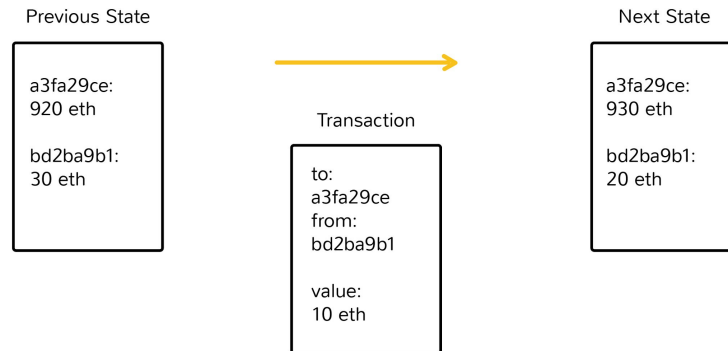 Previous State
a3fa29ce:
920 eth
bd2ba9b1:
30 eth
Transaction
to:
a3fa29ce
from:
bd2ba9b1
value:
10 eth
Next State
a3fa29ce:
930 eth
bd2ba9b1:
20 eth